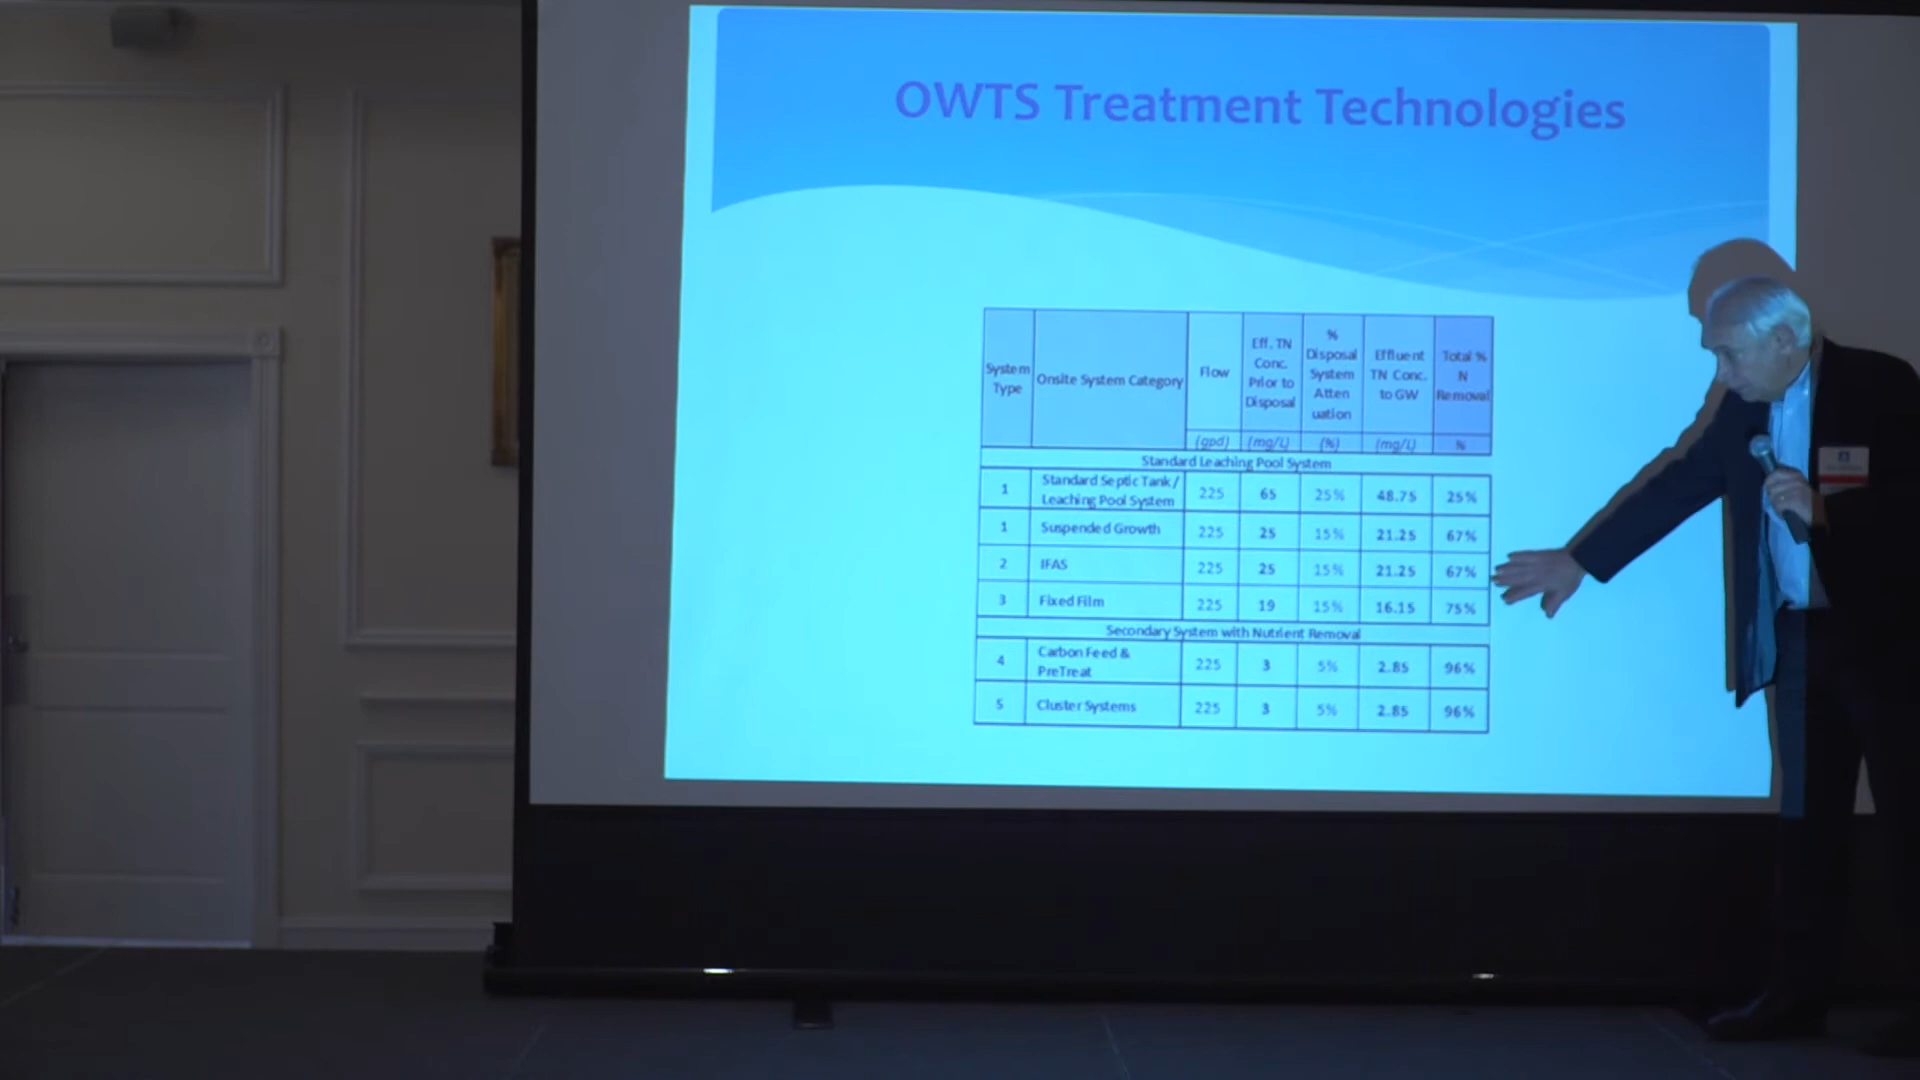 OWTS Treatment Technologies
System Type
Onsite System Category
Flow
Eff. TN Conc. Prior to Disposal
% Disposal System Atten uation
Effluent TN Conc. to GW
Total % N Removal
(gpd) (mg/L) (%) (mg/L) %
Standard Leaching Pool System
1 Standard Septic Tank / Leaching Pool System 225 65 25% 48.75 25%
1 Suspended Growth 225 25 15% 21.25 67%
2 IFAS 225 25 15% 21.25 67%
3 Fixed Film 225 19 15% 16.15 75%
Secondary System with Nutrient Removal
4 Carbon Feed & PreTreat 225 3 5% 2.85 96%
5 Cluster Systems 225 3 5% 2.85 96%